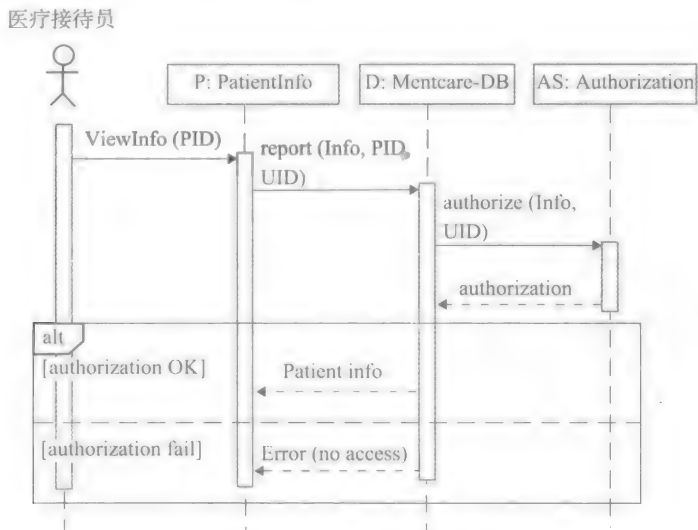 医疗接待员
P: PatientInfo
D: Mentcare-DB
AS: Authorization
ViewInfo (PID)
report (Info, PID,
UID)
authorize (Info,
UID)
authorization
alt
[authorization OK]
Patient info
[authorization fail]
Error (no access)